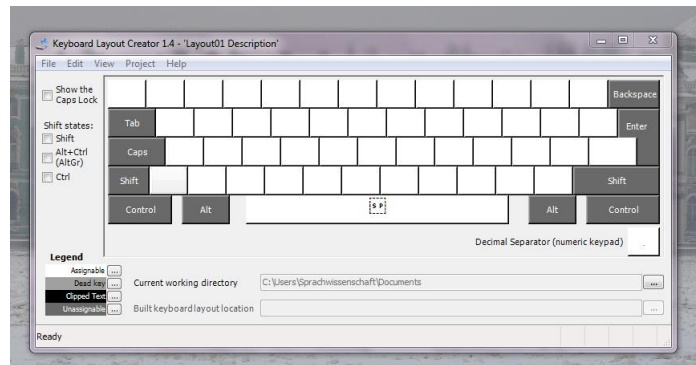 Keyboard Layout Creator 1.4 - 'Layout01 Description'
File Edit View Project Help
Show the
Caps Lock
Shift states:
Shift
Alt+Ctrl
(AltGr)
Ctrl
Backspace
Tab
Enter
Caps
Shift
Shift
Control
Alt
SP
Alt
Control
Decimal Separator (numeric keypad)
.
Legend
Assignable ...
Dead key ...
Clipped Text ...
Unassignable ...
Current working directory
C:\Users\Sprachwissenschaft\Documents
...
Built keyboard layout location
...
Ready